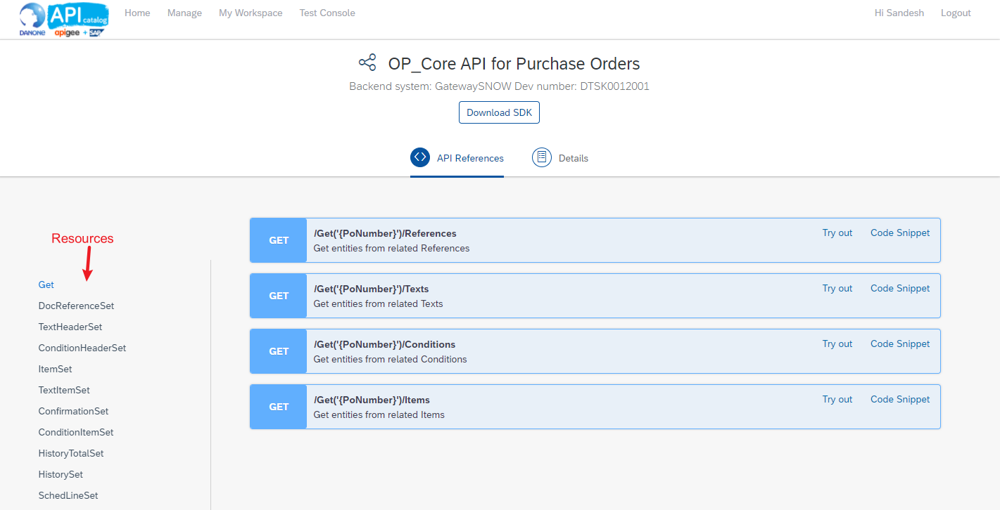 API catalog
DANONE apigee + SAP
Home Manage My Workspace Test Console Hi Sandesh Logout
OP_Core API for Purchase Orders
Backend system: GatewaySNOW Dev number: DTSK0012001
Download SDK
API References Details
Resources
Get
DocReferenceSet
TextHeaderSet
ConditionHeaderSet
ItemSet
TextItemSet
ConfirmationSet
ConditionItemSet
HistoryTotalSet
HistorySet
SchedLineSet
GET /Get('{PoNumber}')/References Try out Code Snippet
Get entities from related References
GET /Get('{PoNumber}')/Texts Try out Code Snippet
Get entities from related Texts
GET /Get('{PoNumber}')/Conditions Try out Code Snippet
Get entities from related Conditions
GET /Get('{PoNumber}')/Items Try out Code Snippet
Get entities from related Items